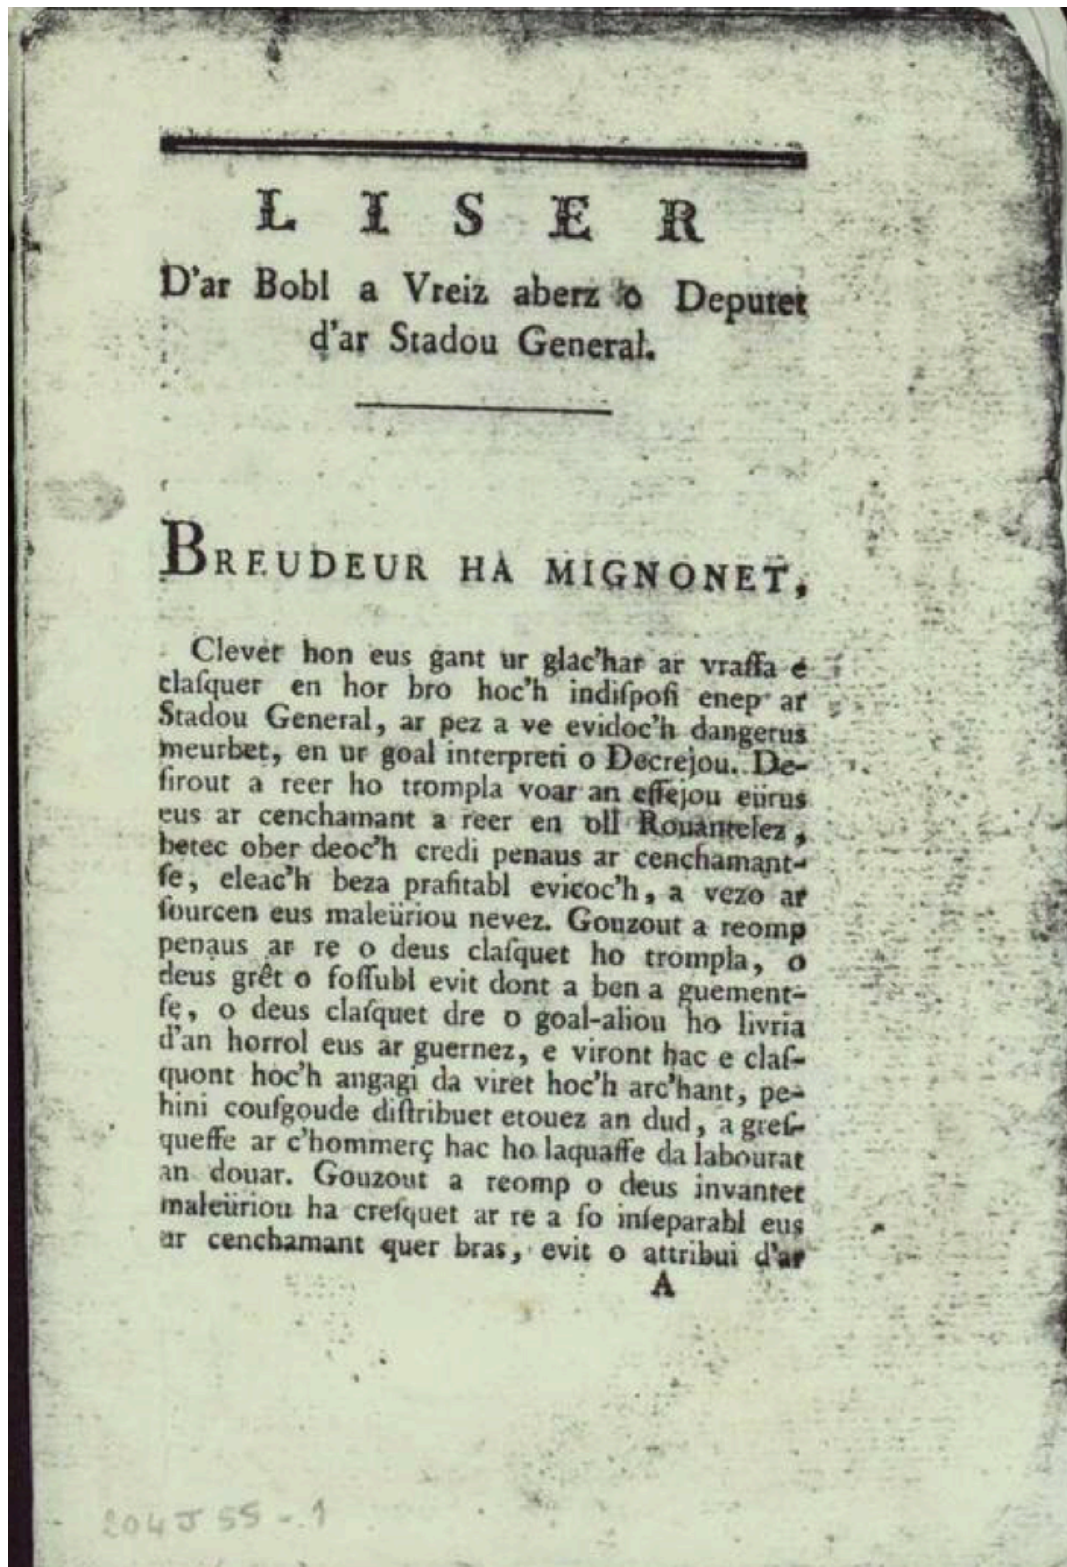 LISER
D'ar Bobl a Vreiz aberz o Deputet
d'ar Stadou General.
BREUDEUR HA MIGNONET,
Clevet hon eus gant ur glac'har ar vraſſa e
claſquer en hor bro hoc'h indiſpoſi enep ar
Stadou General, ar pez a ve evidoc'h dangerus
meurbet, en ur goal interpreti o Decrejou. De-
ſirout a reer ho trompla voar an effejou eürus
eus ar cenchamant a reer en oll Rouantelez,
betec ober deoc'h credi penaus ar cenchamant-
ſe, eleac'h beza prafitabl evieoc'h, a vezo ar
ſourcen eus maleüriou nevez. Gouzout a reomp
penaus ar re o deus claſquet ho trompla, o
deus grêt o foſſubl evit dont a ben a guement-
ſe, o deus claſquet dre o goal-aliou ho livria
d'an horrol eus ar guernez, e viront hac e claſ-
quont hoc'h angagi da viret hoc'h arc'hant, pe-
hini couſgoude diſtribuet etouez an dud, a greſ-
queſſe ar c'hommerç hac ho laquaſſe da labourat
an douar. Gouzout a reomp o deus invantet
maleüriou ha creſquet ar re a ſo inſeparabl eus
ar cenchamant quer bras, evit o attribui d'ar
A
204 J 55 - 1